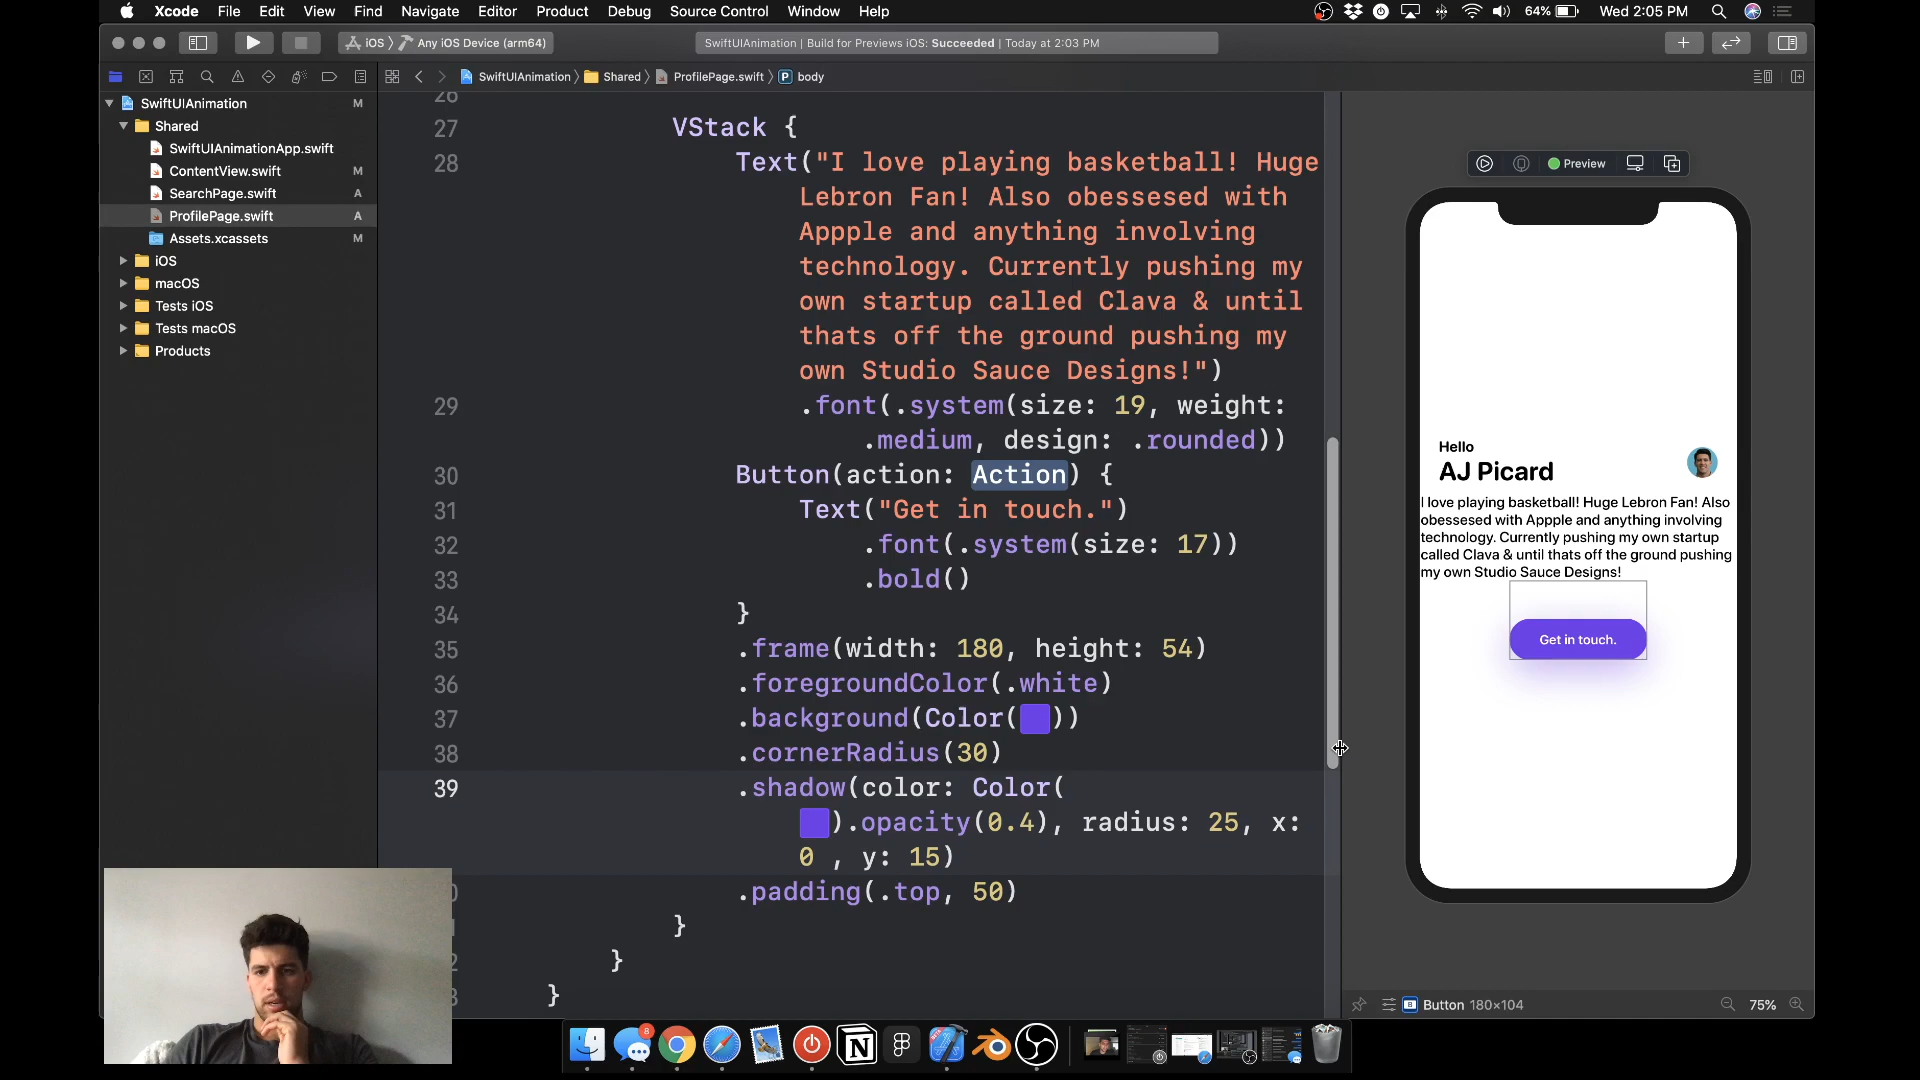 Xcode File Edit View Find Navigate Editor Product Debug Source Control Window Help 64% Wed 2:05 PM
iOS Any iOS Device (arm64) SwiftUIAnimation | Build for Previews iOS: Succeeded | Today at 2:03 PM
SwiftUIAnimation Shared ProfilePage.swift P body
SwiftUIAnimation M
Shared
SwiftUIAnimationApp.swift
ContentView.swift M
SearchPage.swift A
ProfilePage.swift A
Assets.xcassets M
iOS
macOS
Tests iOS
Tests macOS
Products
26
27 VStack {
28 Text("I love playing basketball! Huge
Lebron Fan! Also obessesed with
Appple and anything involving
technology. Currently pushing my
own startup called Clava & until
thats off the ground pushing my
own Studio Sauce Designs!")
29 .font(.system(size: 19, weight:
.medium, design: .rounded))
30 Button(action: Action) {
31 Text("Get in touch.")
32 .font(.system(size: 17))
33 .bold()
34 }
35 .frame(width: 180, height: 54)
36 .foregroundColor(.white)
37 .background(Color( ))
38 .cornerRadius(30)
39 .shadow(color: Color(
).opacity(0.4), radius: 25, x:
0 , y: 15)
.padding(.top, 50)
}
}
}
Preview
Hello
AJ Picard
I love playing basketball! Huge Lebron Fan! Also
obessesed with Appple and anything involving
technology. Currently pushing my own startup
called Clava & until thats off the ground pushing
my own Studio Sauce Designs!
Get in touch.
B Button 180×104 75%
8